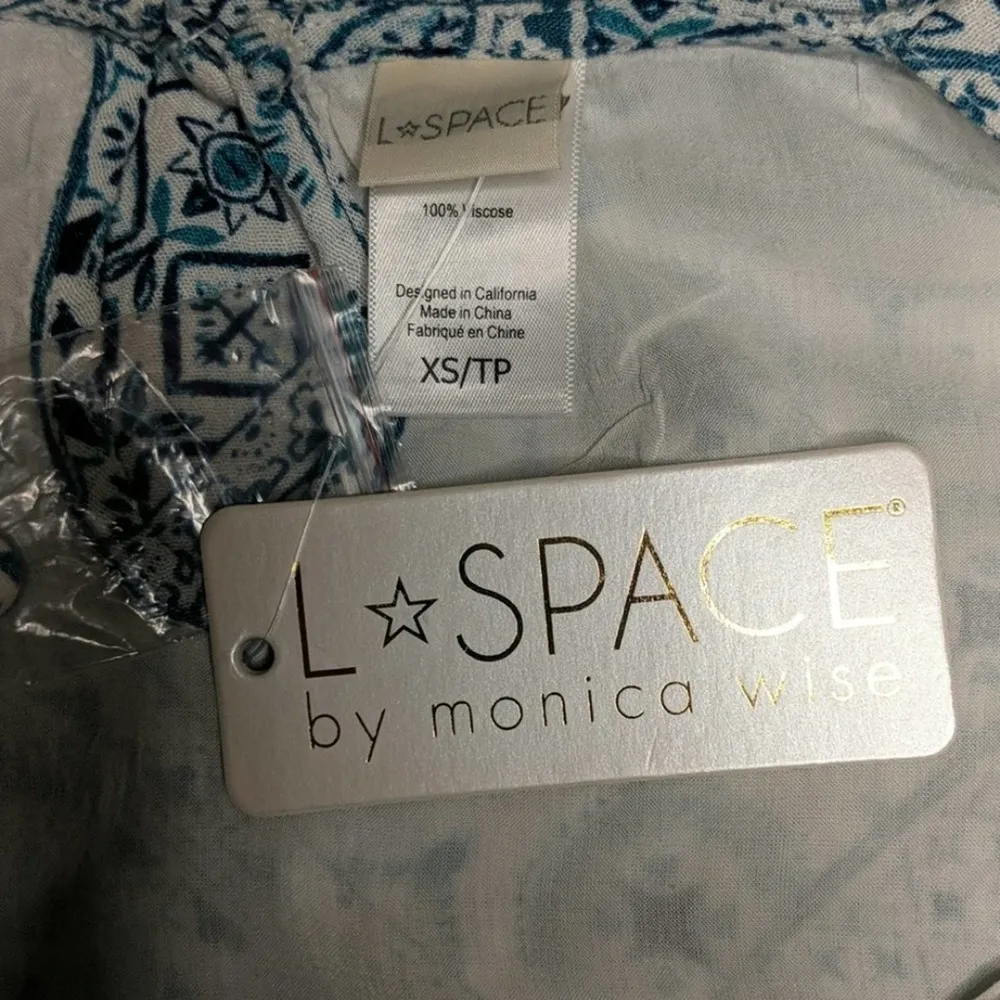 L☆SPACE
100% Viscose
Designed in California
Made in China
Fabriqué en Chine
XS/TP
L☆SPACE®
by monica wise